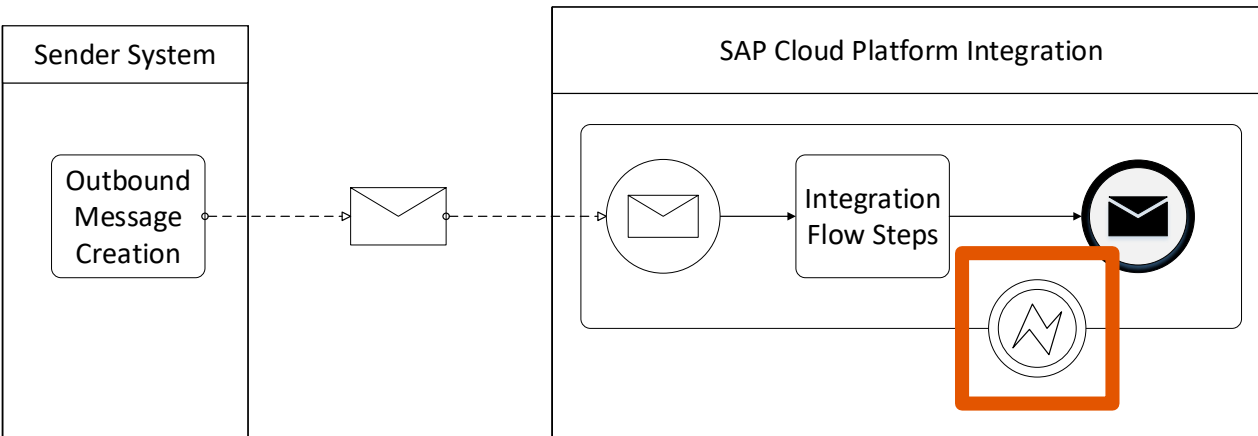 Sender System
SAP Cloud Platform Integration
Outbound
Message
Creation
Integration
Flow Steps